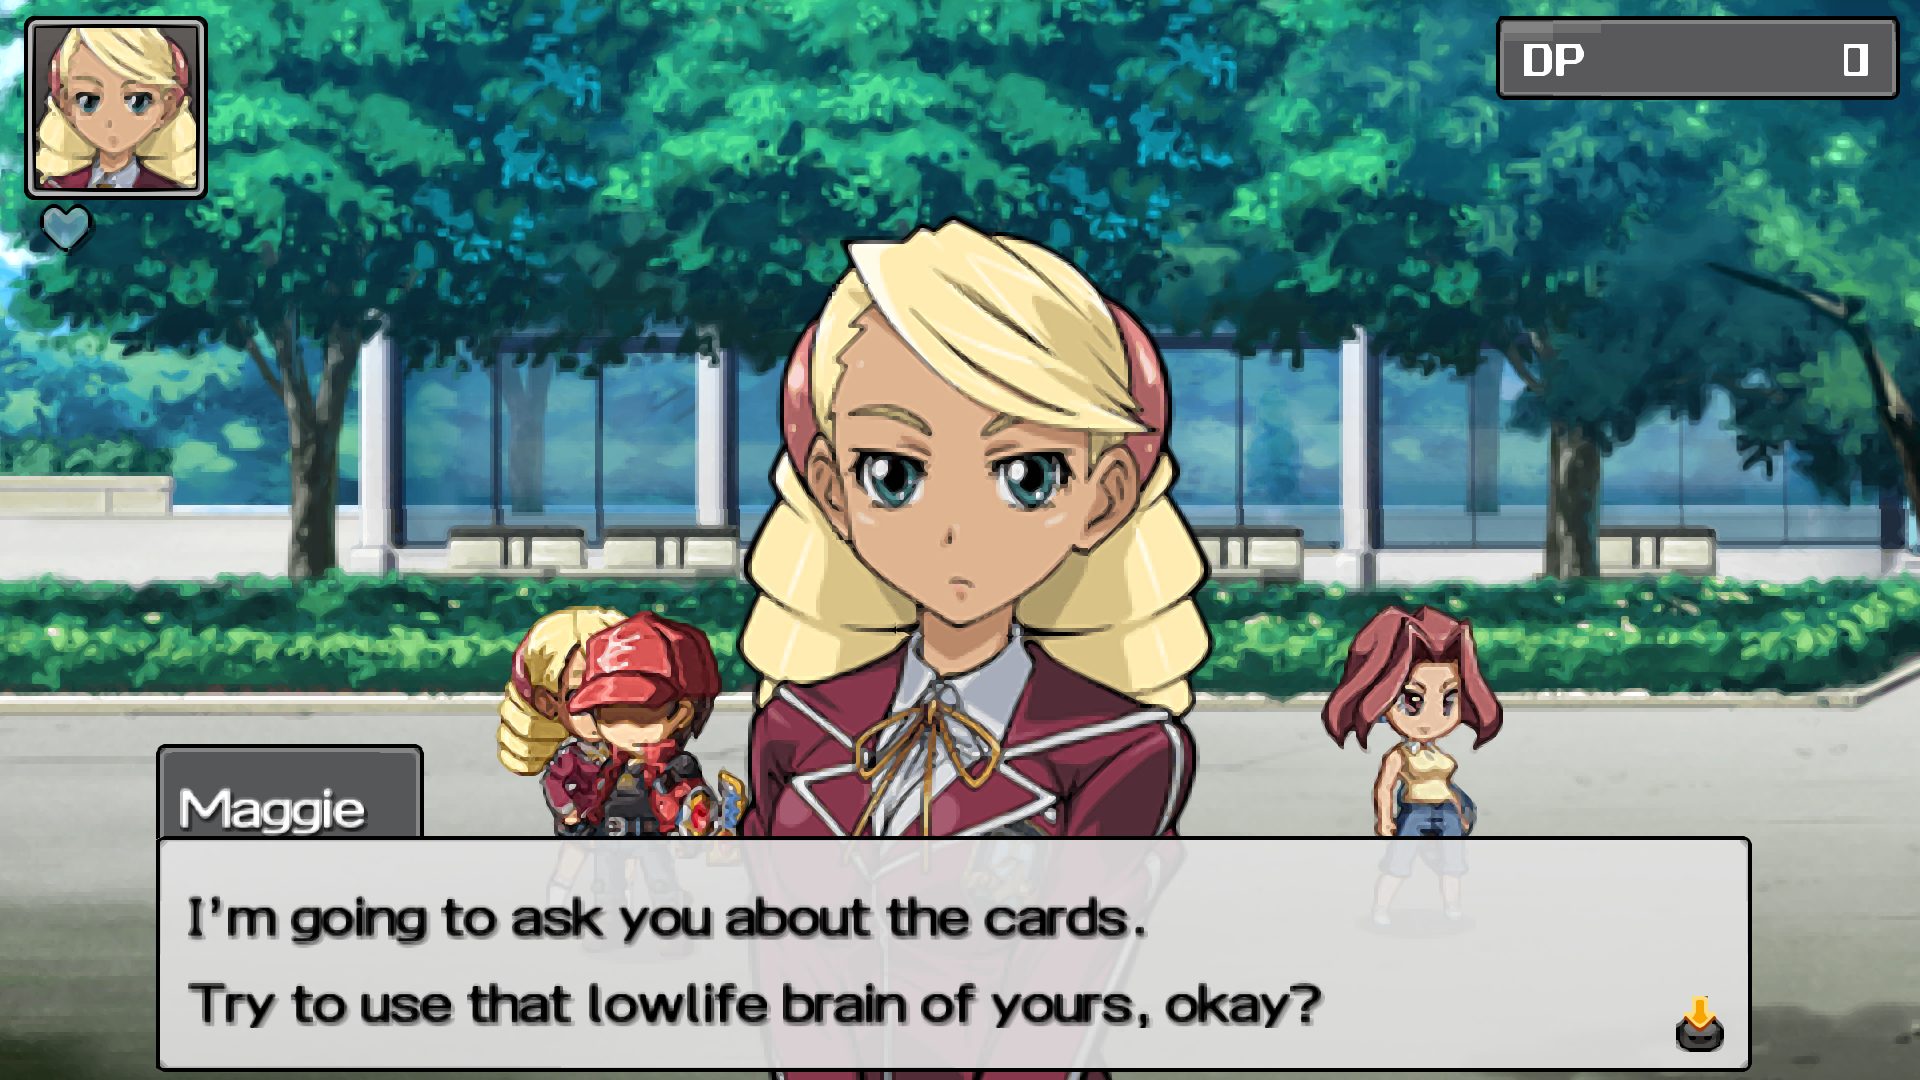 DP 0
Maggie
I'm going to ask you about the cards.
Try to use that lowlife brain of yours, okay?